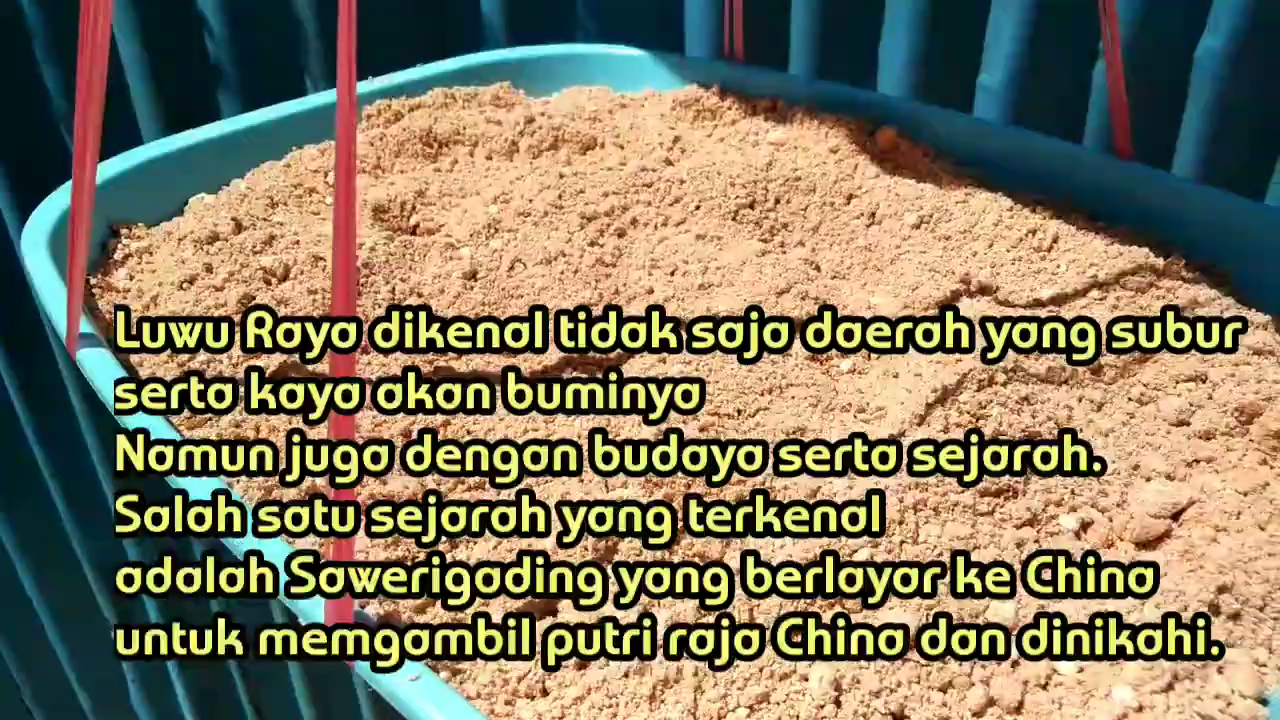 Luwu Raya dikenal tidak saja daerah yang subur
serta kaya akan buminya
Namun juga dengan budaya serta sejarah.
Salah satu sejarah yang terkenal
adalah Sawerigading yang berlayar ke China
untuk memgambil putri raja China dan dinikahi.